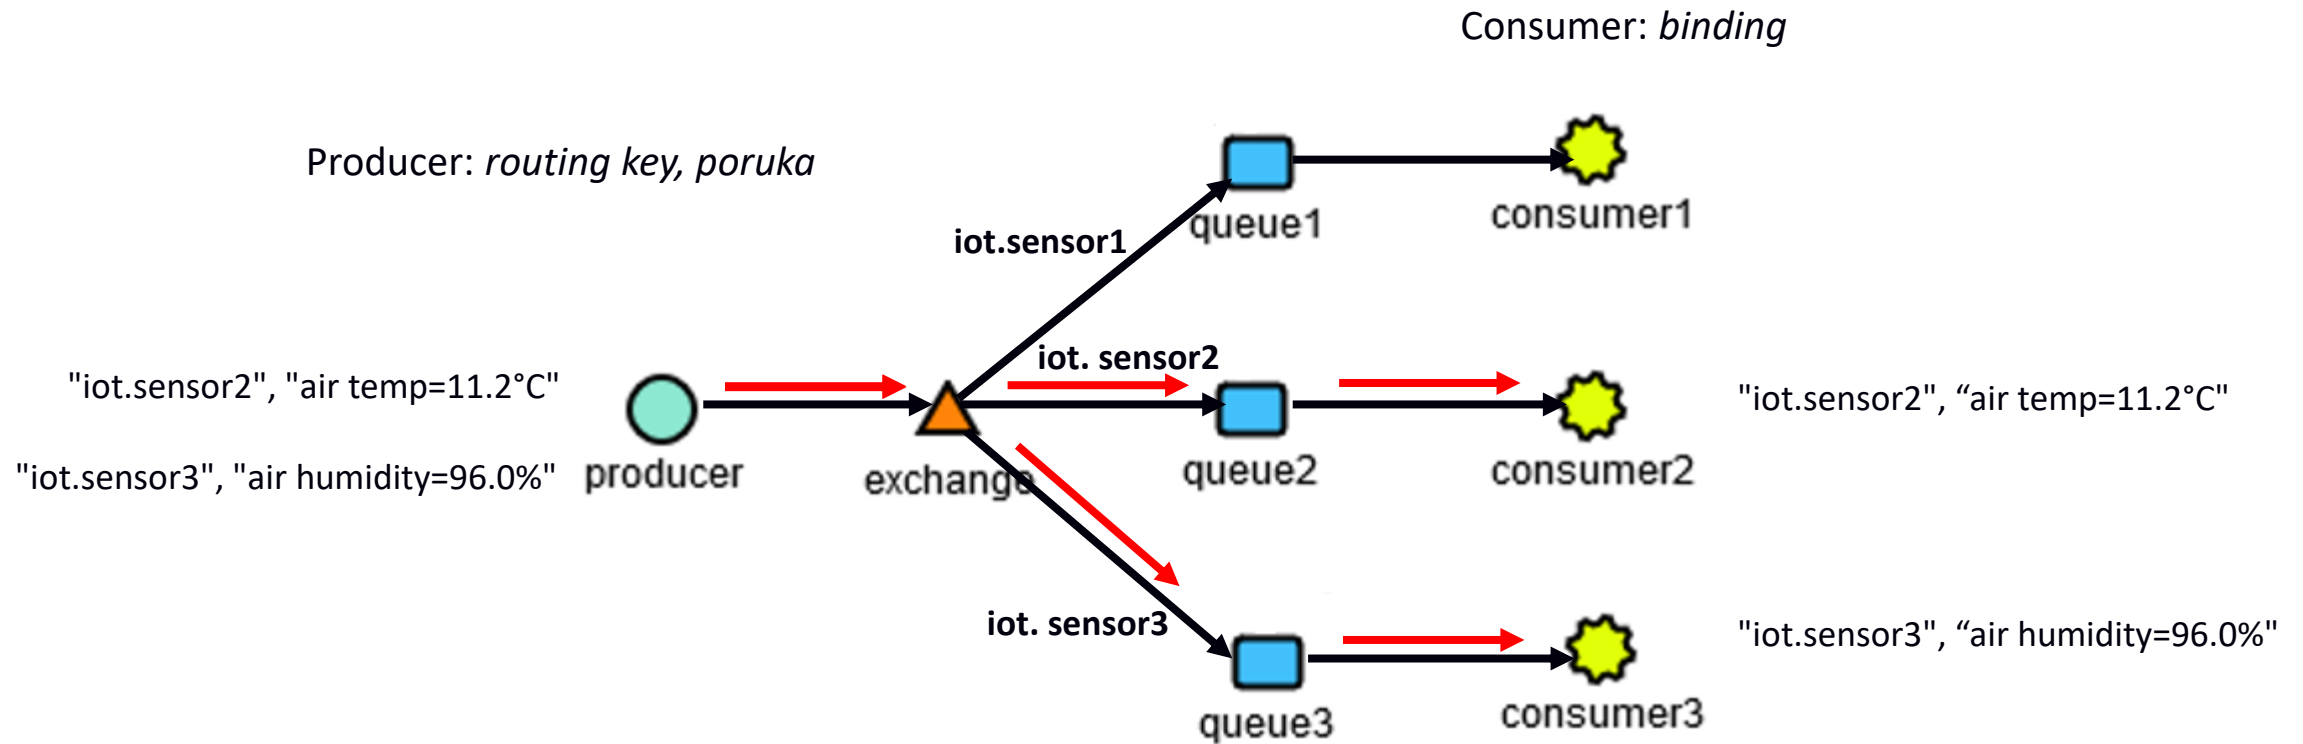 Consumer: binding
Producer: routing key, poruka
queue1
consumer1
iot.sensor1
iot. sensor2
"iot.sensor2", "air temp=11.2°C"
"iot.sensor2", “air temp=11.2°C"
"iot.sensor3", "air humidity=96.0%"
producer
exchange
queue2
consumer2
iot. sensor3
"iot.sensor3", “air humidity=96.0%"
queue3
consumer3